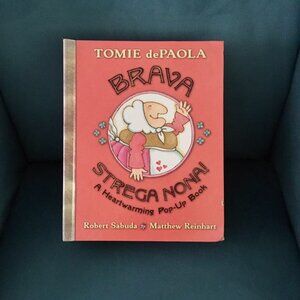 TOMIE dePAOLA
BRAVA
STREGA NONA!
A Heartwarming Pop-Up Book
Robert Sabuda & Matthew Reinhart